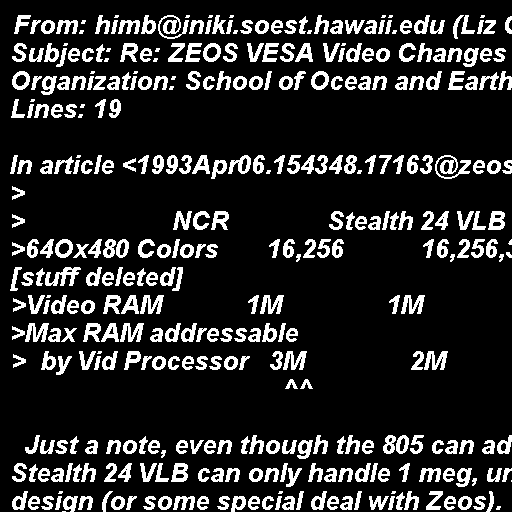 From: himb@iniki.soest.hawaii.edu (Liz
Subject: Re: ZEOS VESA Video Changes
Organization: School of Ocean and Earth
Lines: 19
In article <1993Apr06.154348.17163@zeos
>
> NCR Stealth 24 VLB
>64Ox480 Colors 16,256 16,256,
[stuff deleted]
>Video RAM 1M 1M
>Max RAM addressable
> by Vid Processor 3M 2M
^^
Just a note, even though the 805 can ad
Stealth 24 VLB can only handle 1 meg, un
design (or some special deal with Zeos).